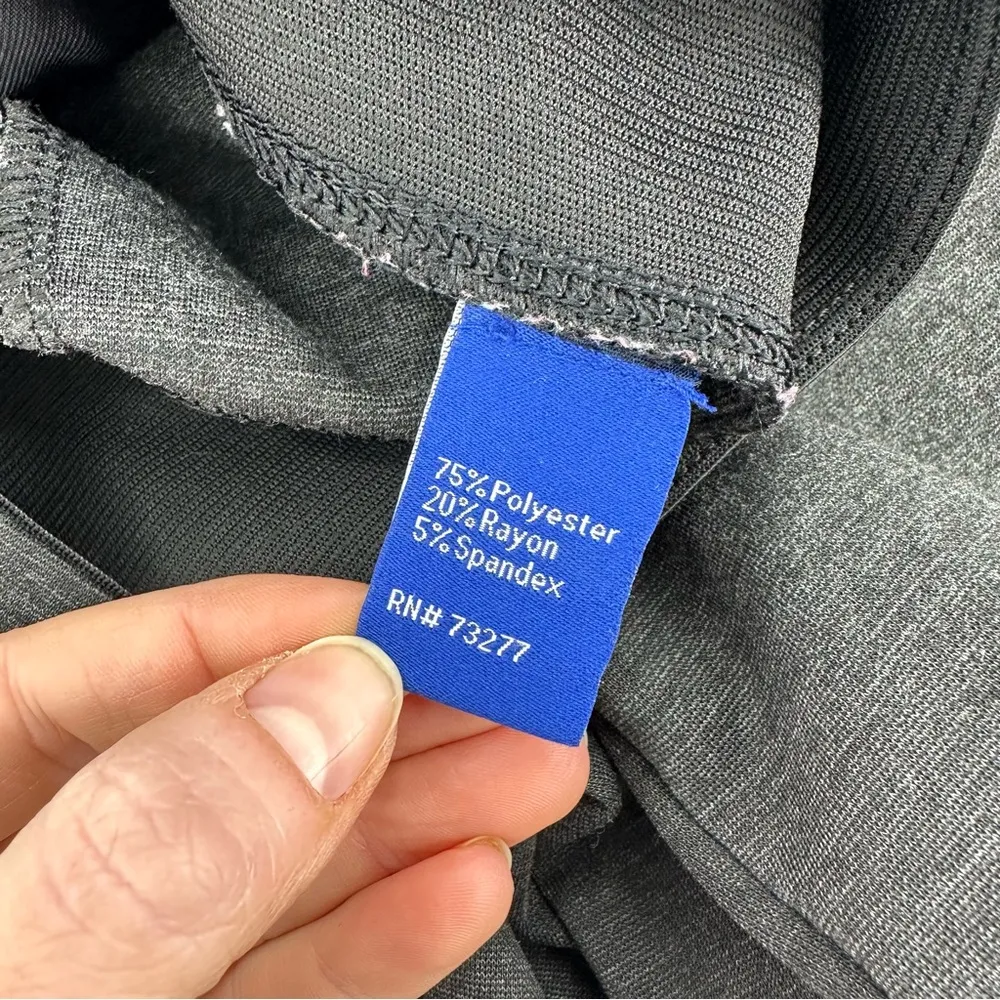 75% Polyester
20% Rayon
5% Spandex
RN# 73277